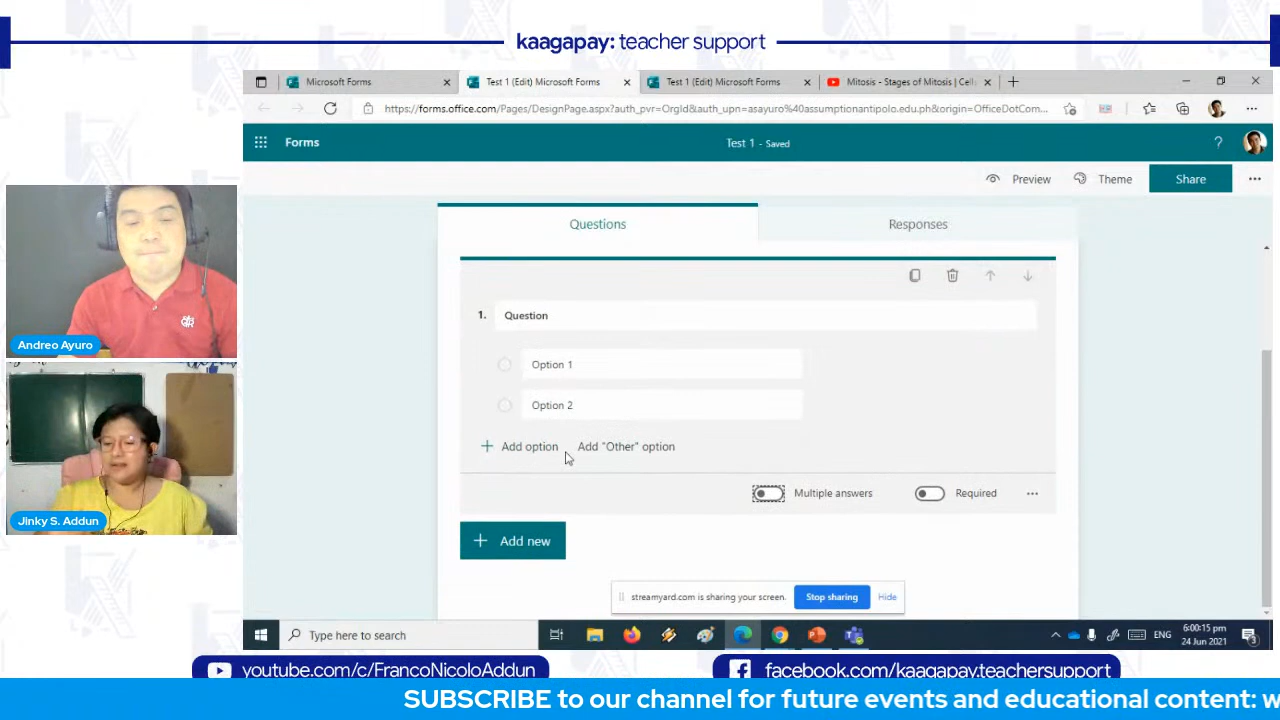 kaagapay: teacher support
Microsoft Forms
Test 1 (Edit) Microsoft Forms
Test 1 (Edit) Microsoft Forms
Mitosis - Stages of Mitosis | Cell
https://forms.office.com/Pages/DesignPage.aspx?auth_pvr=OrgId&auth_upn=asayuro%40assumptionantipolo.edu.ph&origin=OfficeDotCom...
Forms
Test 1 - Saved
?
Preview
Theme
Share
Questions
Responses
1. Question
Option 1
Option 2
Add option
Add "Other" option
Multiple answers
Required
Add new
streamyard.com is sharing your screen.
Stop sharing
Hide
Andreo Ayuro
Jinky S. Addun
Type here to search
ENG
6:00:15 pm
24 Jun 2021
3
youtube.com/c/FrancoNicoloAddun
facebook.com/kaagapay.teachersupport
SUBSCRIBE to our channel for future events and educational content: w